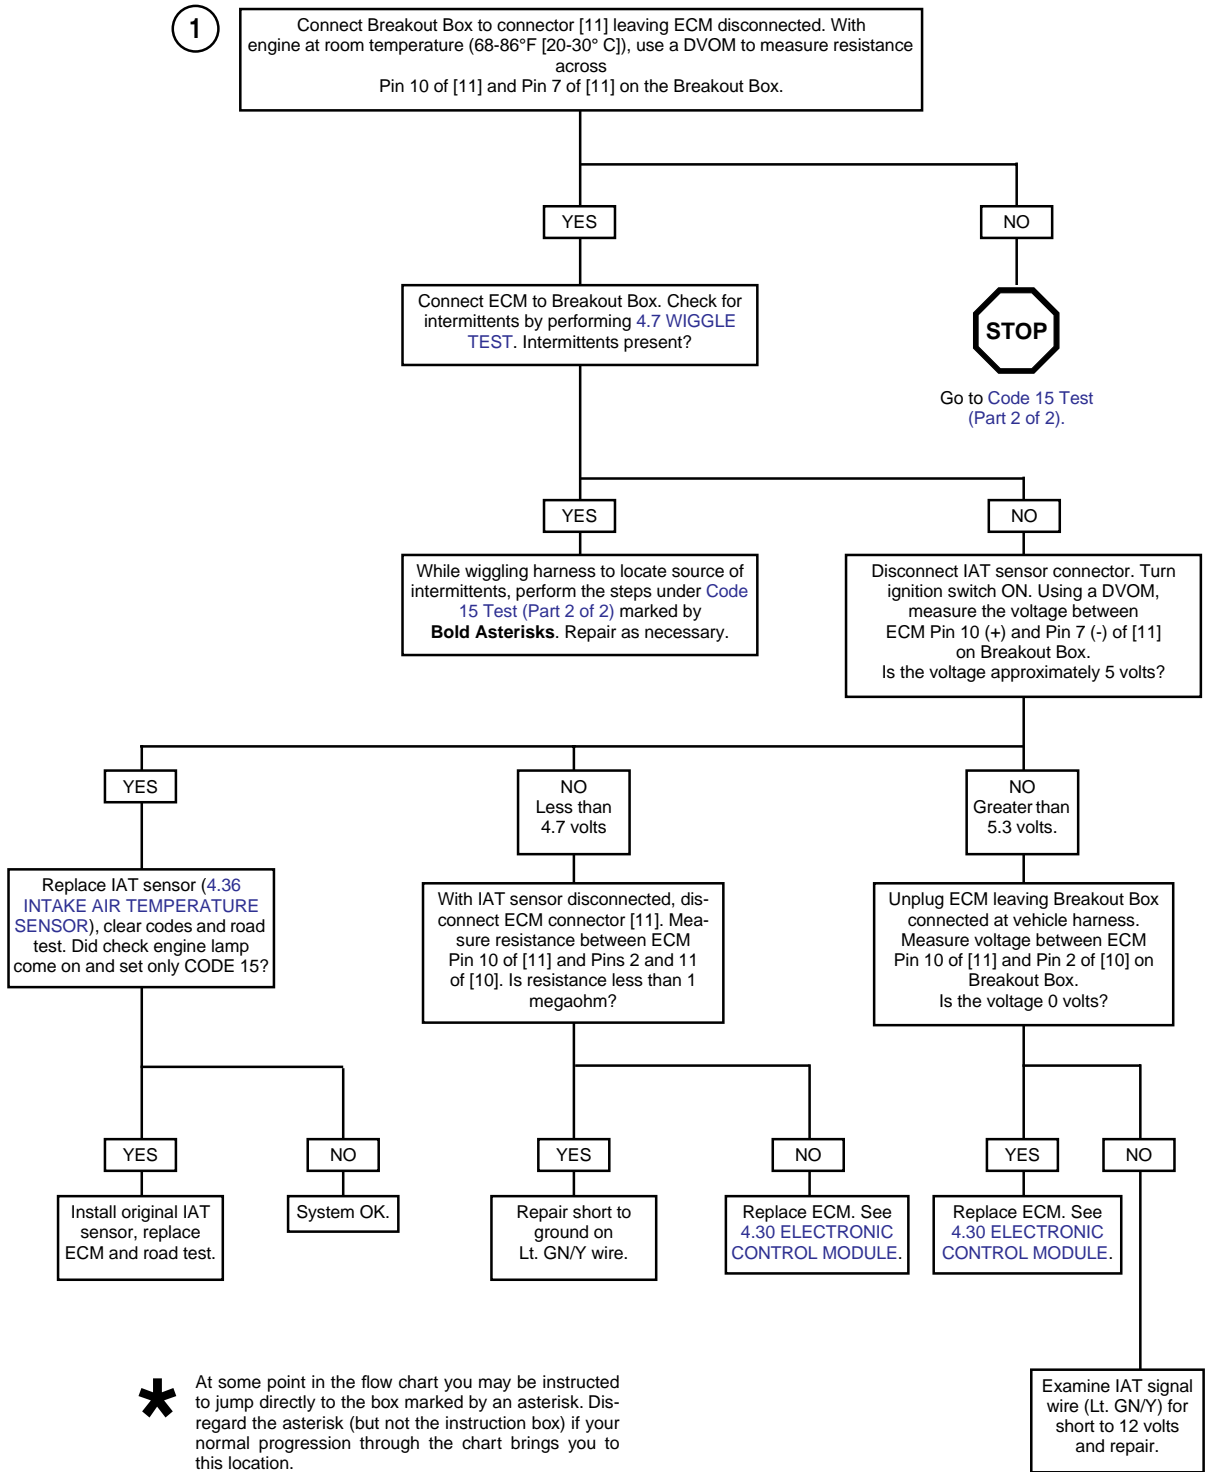 1
Connect Breakout Box to connector [11] leaving ECM disconnected. With
engine at room temperature (68-86°F [20-30° C]), use a DVOM to measure resistance
across
Pin 10 of [11] and Pin 7 of [11] on the Breakout Box.
YES
NO
Connect ECM to Breakout Box. Check for
intermittents by performing 4.7 WIGGLE
TEST. Intermittents present?
STOP
Go to Code 15 Test
(Part 2 of 2).
YES
NO
While wiggling harness to locate source of
intermittents, perform the steps under Code
15 Test (Part 2 of 2) marked by
Bold Asterisks. Repair as necessary.
Disconnect IAT sensor connector. Turn
ignition switch ON. Using a DVOM,
measure the voltage between
ECM Pin 10 (+) and Pin 7 (-) of [11]
on Breakout Box.
Is the voltage approximately 5 volts?
YES
NO
Less than
4.7 volts
NO
Greater than
5.3 volts.
Replace IAT sensor (4.36
INTAKE AIR TEMPERATURE
SENSOR), clear codes and road
test. Did check engine lamp
come on and set only CODE 15?
With IAT sensor disconnected, dis-
connect ECM connector [11]. Mea-
sure resistance between ECM
Pin 10 of [11] and Pins 2 and 11
of [10]. Is resistance less than 1
megaohm?
Unplug ECM leaving Breakout Box
connected at vehicle harness.
Measure voltage between ECM
Pin 10 of [11] and Pin 2 of [10] on
Breakout Box.
Is the voltage 0 volts?
YES
NO
YES
NO
YES
NO
Install original IAT
sensor, replace
ECM and road test.
System OK.
Repair short to
ground on
Lt. GN/Y wire.
Replace ECM. See
4.30 ELECTRONIC
CONTROL MODULE.
Replace ECM. See
4.30 ELECTRONIC
CONTROL MODULE.
Examine IAT signal
wire (Lt. GN/Y) for
short to 12 volts
and repair.
* At some point in the flow chart you may be instructed
to jump directly to the box marked by an asterisk. Dis-
regard the asterisk (but not the instruction box) if your
normal progression through the chart brings you to
this location.